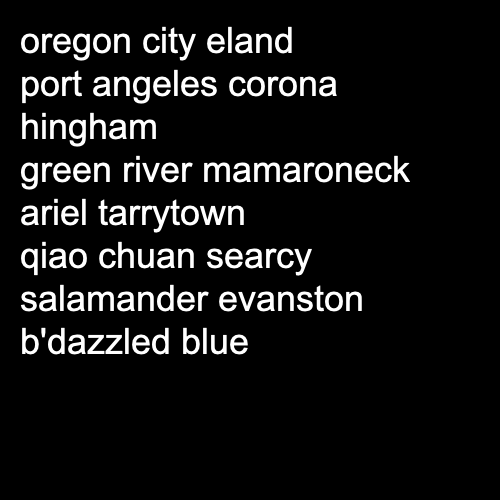 oregon city eland
port angeles corona
hingham
green river mamaroneck
ariel tarrytown
qiao chuan searcy
salamander evanston
b'dazzled blue